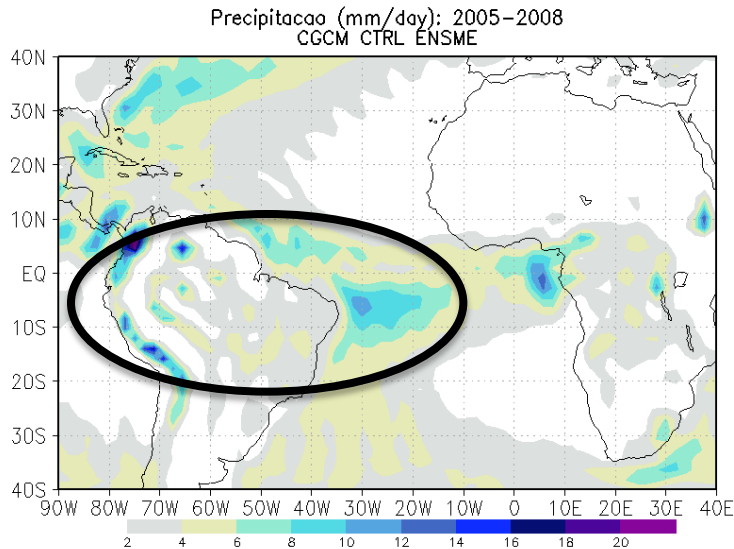 Precipitacao (mm/day): 2005-2008
CGCM CTRL ENSME
40N
30N
20N
10N
EQ
10S
20S
30S
40S
90W 80W 70W 60W 50W 40W 30W 20W 10W 0 10E 20E 30E 40E
2 4 6 8 10 12 14 16 18 20